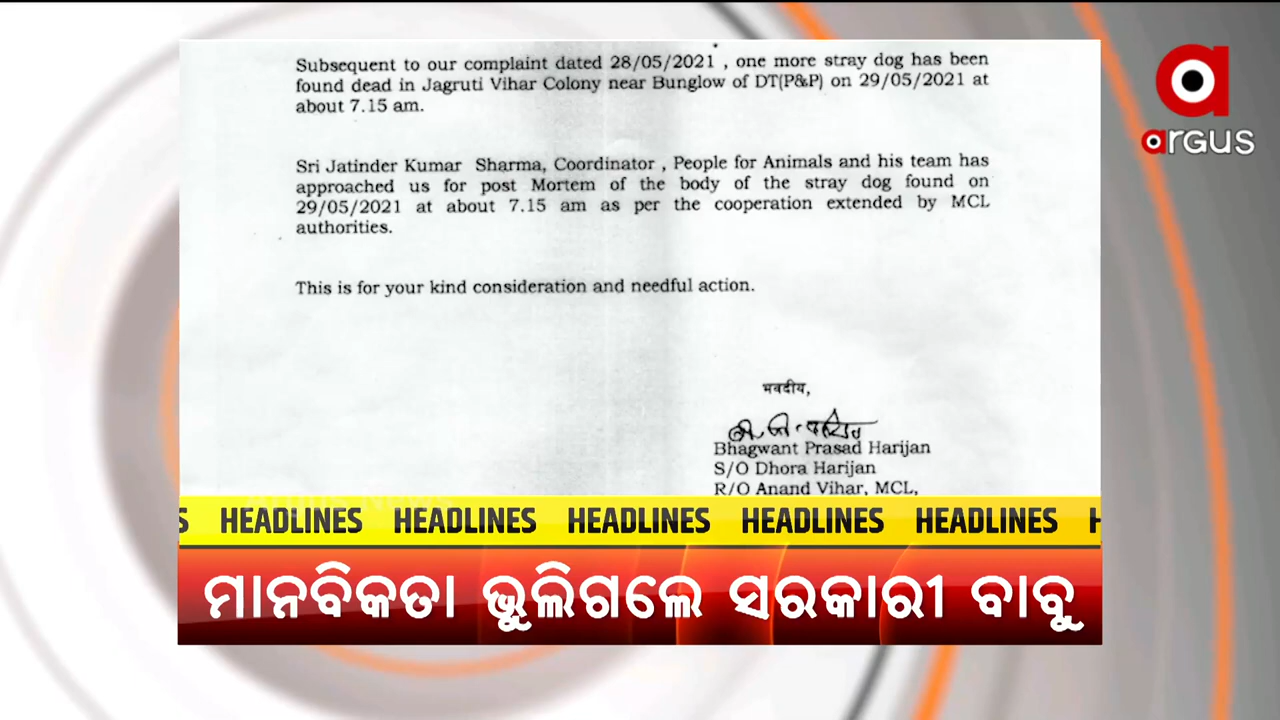 Subsequent to our complaint dated 28/05/2021 , one more stray dog has been
found dead in Jagruti Vihar Colony near Bunglow of DT(P&P) on 29/05/2021 at
about 7.15 am.
Sri Jatinder Kumar Sharma, Coordinator , People for Animals and his team has
approached us for post Mortem of the body of the stray dog found on
29/05/2021 at about 7.15 am as per the cooperation extended by MCL
authorities.
This is for your kind consideration and needful action.
भवदीय,
Bhagwant Prasad Harijan
S/O Dhora Harijan
R/O Anand Vihar, MCL,
argus
Argus News
S HEADLINES HEADLINES HEADLINES HEADLINES HEADLINES H
ମାନବିକତା ଭୁଲିଗଲେ ସରକାରୀ ବାବୁ